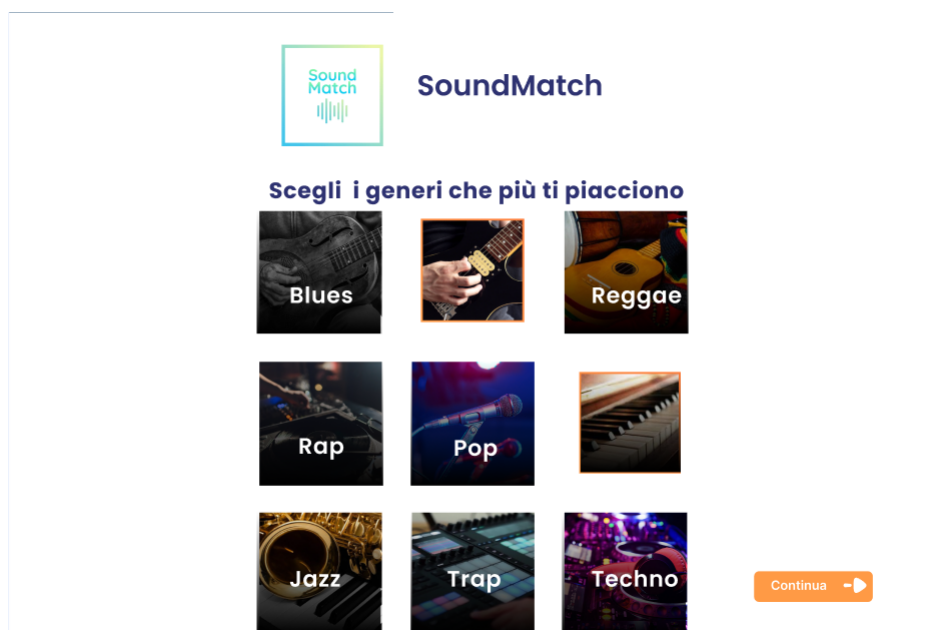 Sound
Match
SoundMatch
Scegli i generi che più ti piacciono
Blues
Reggae
Rap
Pop
Jazz
Trap
Techno
Continua